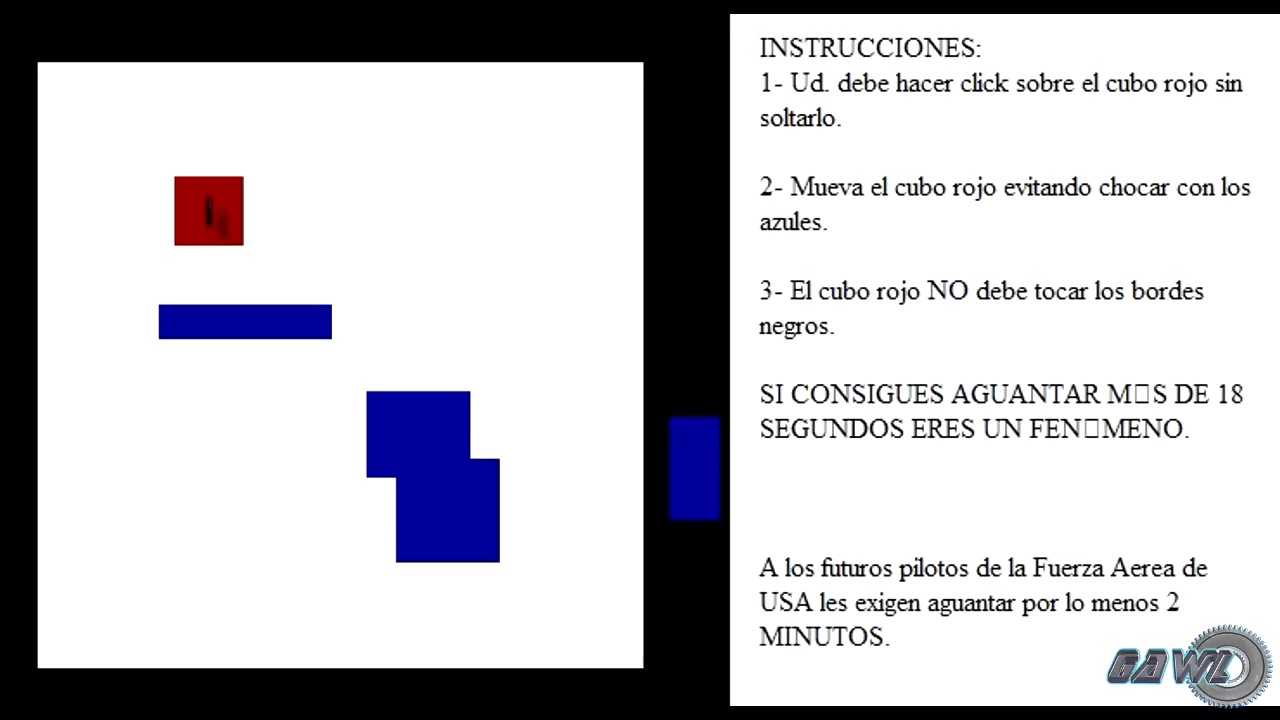 INSTRUCCIONES:
1- Ud. debe hacer click sobre el cubo rojo sin
soltarlo.
2- Mueva el cubo rojo evitando chocar con los
azules.
3- El cubo rojo NO debe tocar los bordes
negros.
SI CONSIGUES AGUANTAR M□S DE 18
SEGUNDOS ERES UN FEN□MENO.
A los futuros pilotos de la Fuerza Aerea de
USA les exigen aguantar por lo menos 2
MINUTOS.
GAWL